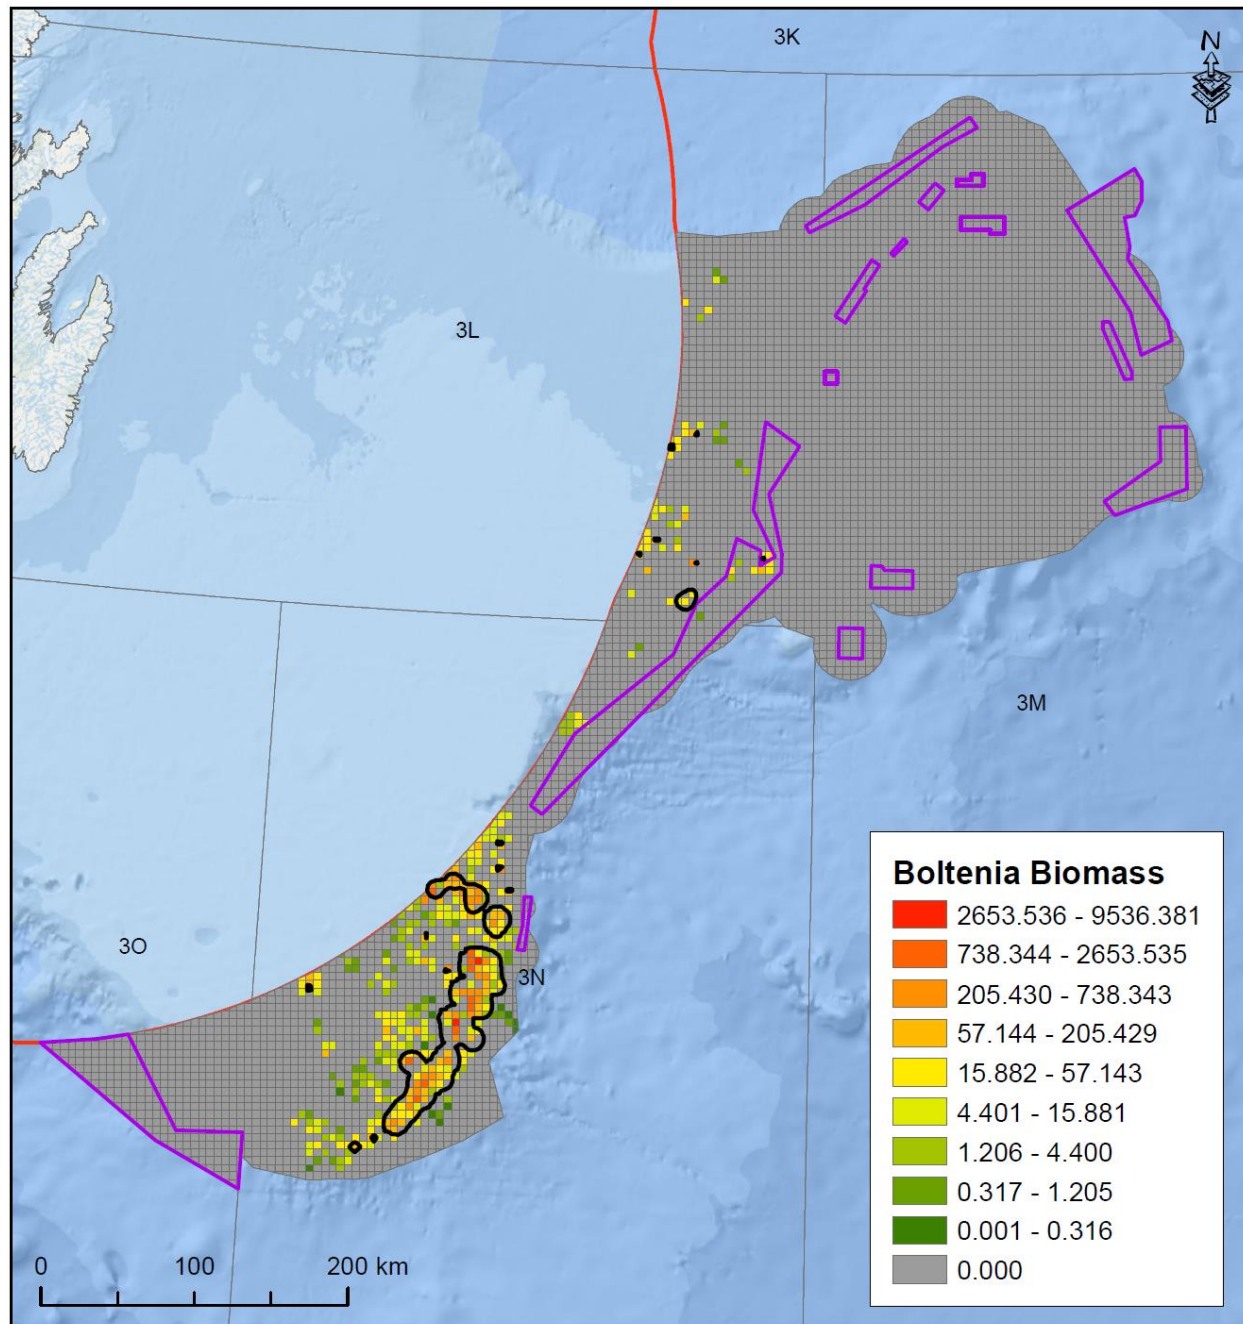 3K
N
3L
3M
3O
3N
Boltenia Biomass
2653.536 - 9536.381
738.344 - 2653.535
205.430 - 738.343
57.144 - 205.429
15.882 - 57.143
4.401 - 15.881
1.206 - 4.400
0.317 - 1.205
0.001 - 0.316
0.000
0 100 200 km